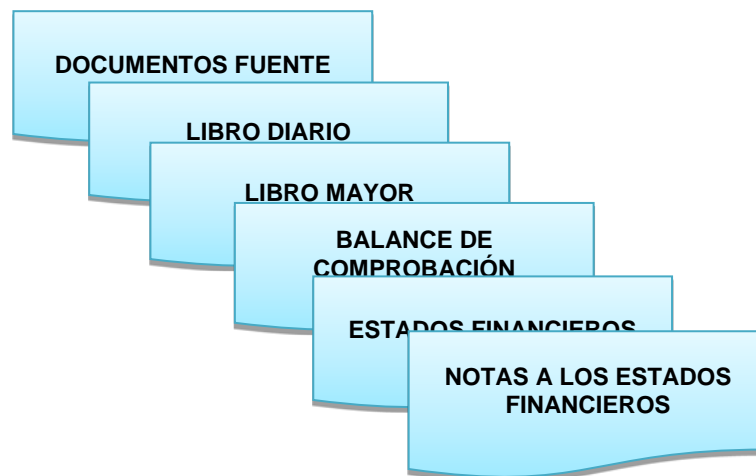 DOCUMENTOS FUENTE
LIBRO DIARIO
LIBRO MAYOR
BALANCE DE
COMPROBACIÓN
ESTADOS FINANCIEROS
NOTAS A LOS ESTADOS
FINANCIEROS